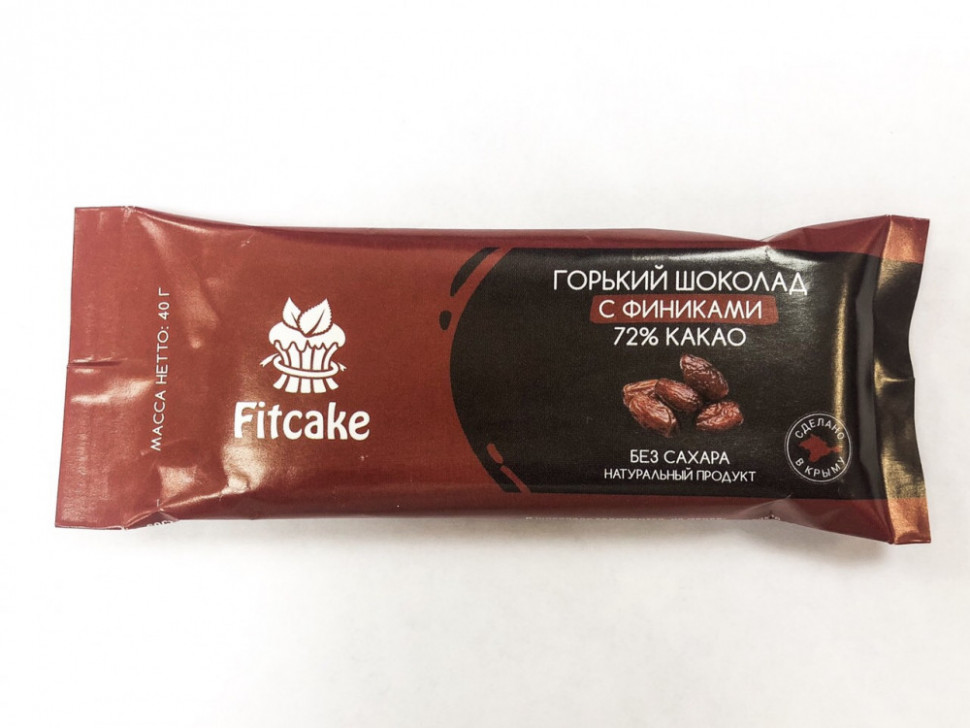 МАССА НЕТТО: 40 Г
Fitcake
ГОРЬКИЙ ШОКОЛАД
С ФИНИКАМИ
72% КАКАО
БЕЗ САХАРА
НАТУРАЛЬНЫЙ ПРОДУКТ
СДЕЛАНО
В КРЫМУ